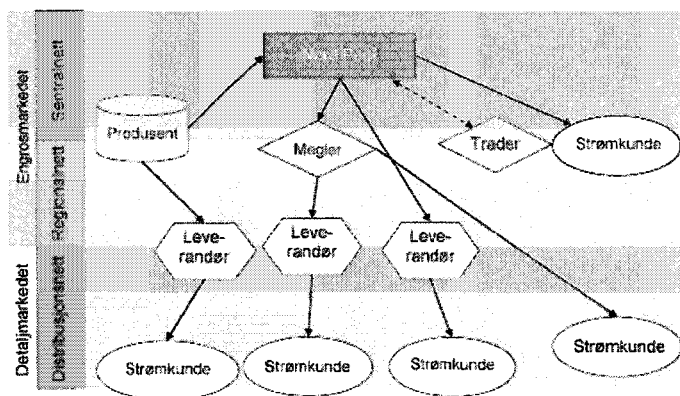 Engrosmarkedet
Detaljmarkedet
Sentralnett
Regionalnett
Distribusjonsnett
Produsent
Megler
Trader
Strømkunde
Leve-
randør
Leve-
randør
Leve-
randør
Strømkunde
Strømkunde
Strømkunde
Strømkunde